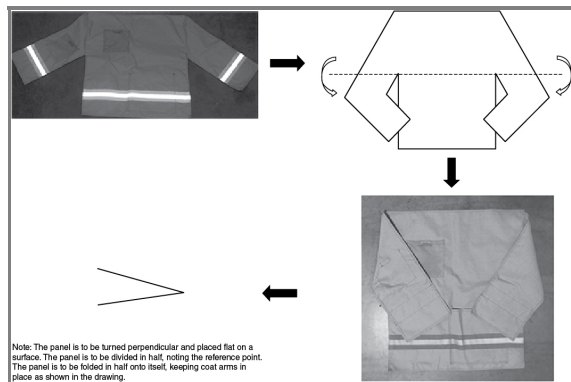 Note: The panel is to be turned perpendicular and placed flat on a
surface. The panel is to be divided in half, noting the reference point.
The panel is to be folded in half onto itself, keeping coat arms in
place as shown in the drawing.